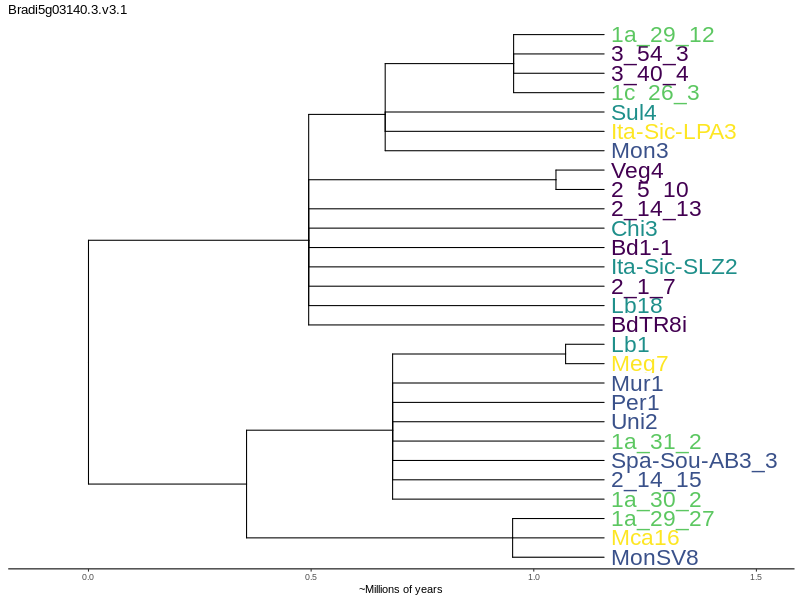 Bradi5g03140.3.v3.1
1a_29_12
3_54_3
3_40_4
1c_26_3
Sul4
Ita-Sic-LPA3
Mon3
Veg4
2_5_10
2_14_13
Chi3
Bd1-1
Ita-Sic-SLZ2
2_1_7
Lb18
BdTR8i
Lb1
Meq7
Mur1
Per1
Uni2
1a_31_2
Spa-Sou-AB3_3
2_14_15
1a_30_2
1a_29_27
Mca16
MonSV8
0.0 0.5 1.0 1.5
~Millions of years